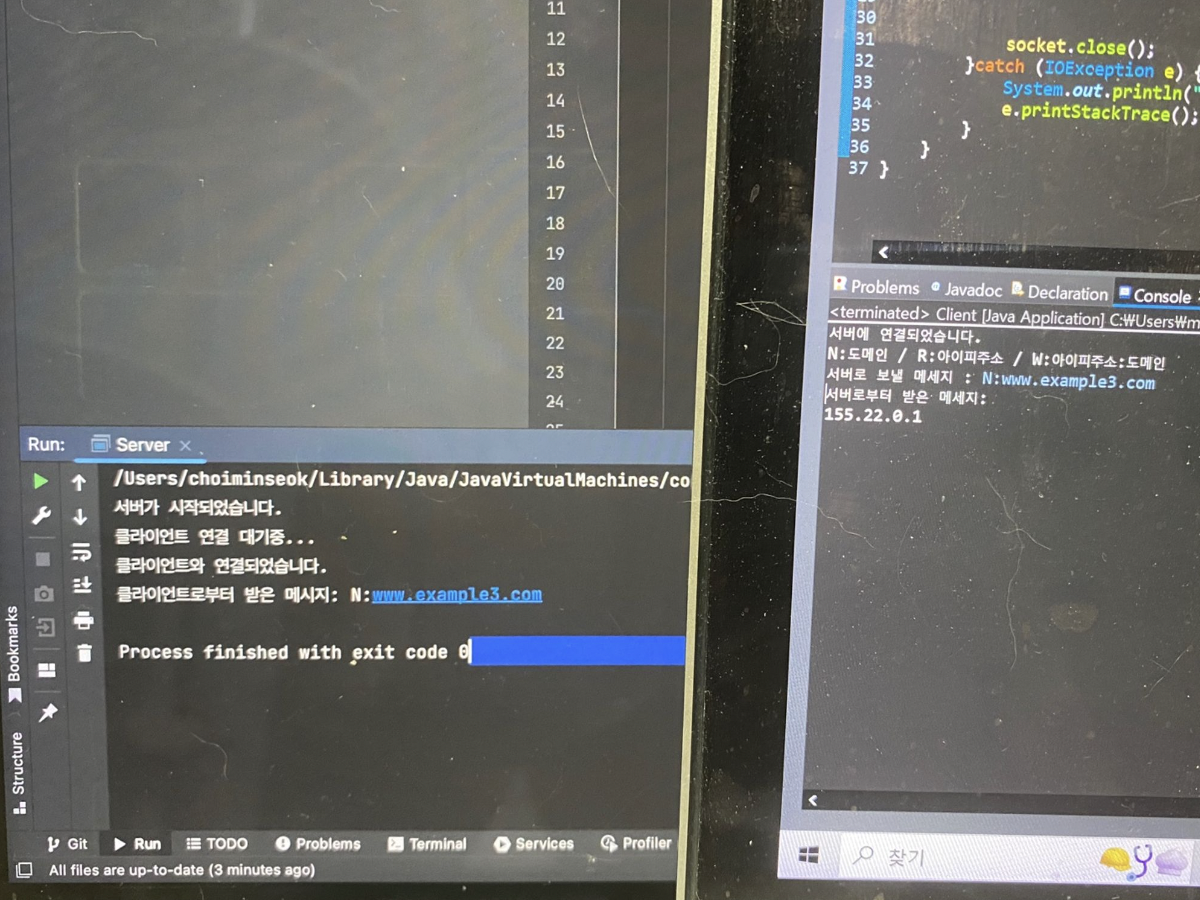 11
12
13
14
15
16
17
18
19
20
21
22
23
24
Run: Server
/Users/choiminseok/Library/Java/JavaVirtualMachines/co
서버가 시작되었습니다.
클라이언트 연결 대기중...
클라이언트와 연결되었습니다.
클라이언트로부터 받은 메시지: N:www.example3.com
Process finished with exit code 0
Bookmarks
Structure
Git Run TODO Problems Terminal Services Profiler
All files are up-to-date (3 minutes ago)
30
31 socket.close();
32 }catch (IOException e) {
33 System.out.println("
34 e.printStackTrace();
35 }
36 }
37 }
Problems Javadoc Declaration Console
<terminated> Client [Java Application] C:₩Users₩m
서버에 연결되었습니다.
N:도메인 / R:아이피주소 / W:아이피주소:도메인
서버로 보낼 메세지 : N:www.example3.com
서버로부터 받은 메세지:
155.22.0.1
찾기